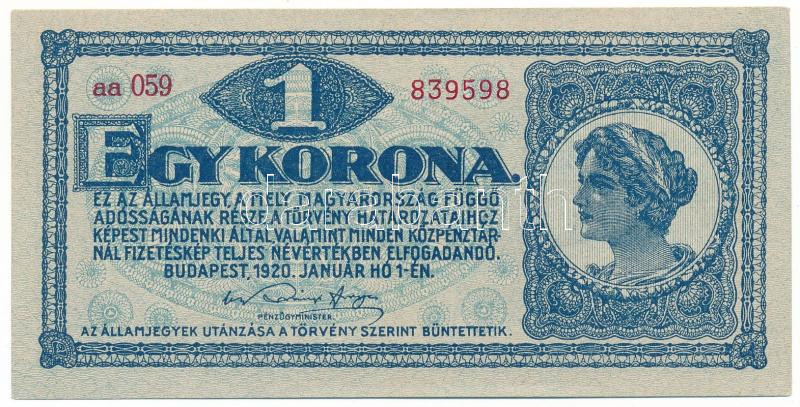 aa 059
1
839598
EGY KORONA.
EZ AZ ÁLLAMJEGY, A MELY MAGYARORSZÁG FÜGGŐ
ADÓSSÁGÁNAK RÉSZE, A TÖRVÉNY HATÁROZATAIHOZ
KÉPEST MINDENKI ÁLTAL, VALAMINT MINDEN KÖZPÉNZTÁR-
NÁL FIZETÉSKÉP TELJES NÉVÉRTÉKBEN ELFOGADANDÓ.
BUDAPEST, 1920. JANUÁR HÓ 1-ÉN.
PÉNZÜGYMINISTER.
AZ ÁLLAMJEGYEK UTÁNZÁSA A TÖRVÉNY SZERINT BÜNTETTETIK.